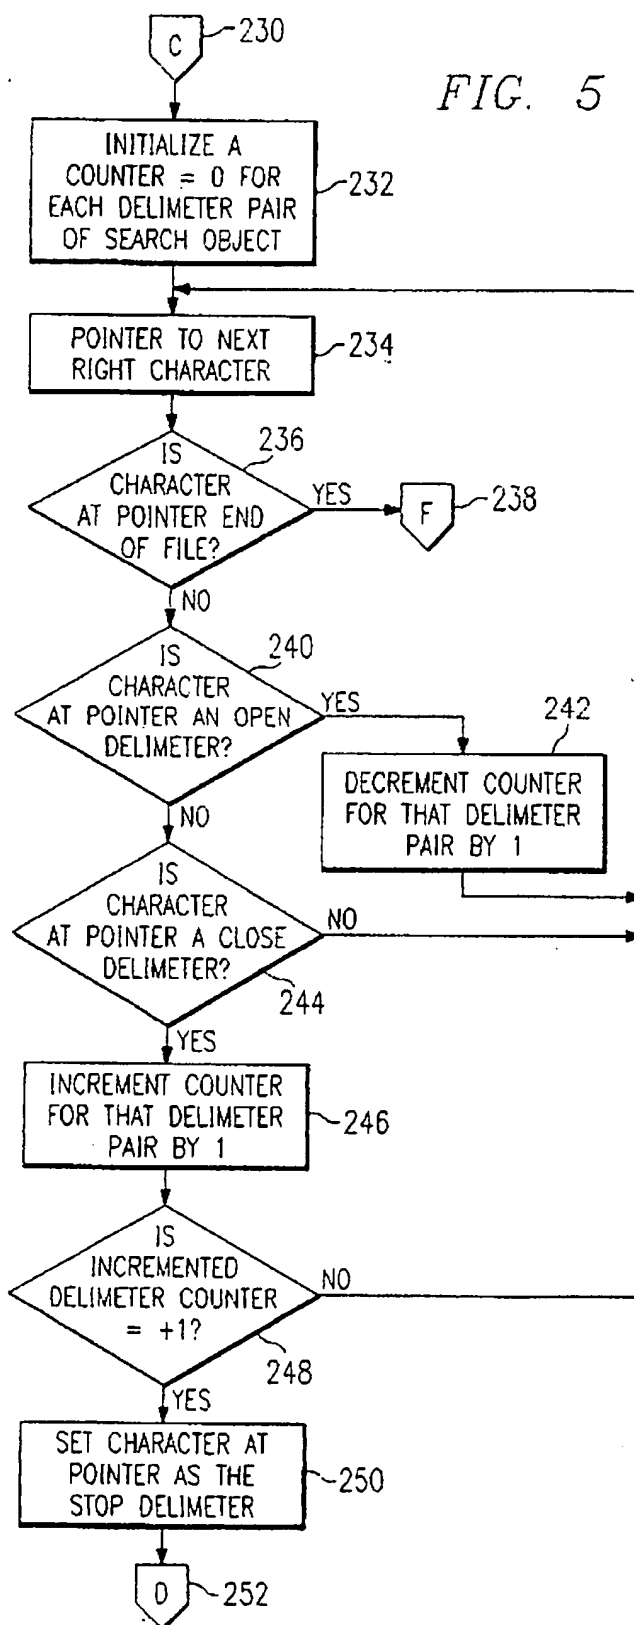 C
230
FIG. 5
INITIALIZE A
COUNTER = 0 FOR
EACH DELIMETER PAIR
OF SEARCH OBJECT
232
POINTER TO NEXT
RIGHT CHARACTER
234
IS
CHARACTER
AT POINTER END
OF FILE?
236
YES
F
238
NO
IS
CHARACTER
AT POINTER AN OPEN
DELIMETER?
240
YES
242
DECREMENT COUNTER
FOR THAT DELIMETER
PAIR BY 1
NO
IS
CHARACTER
AT POINTER A CLOSE
DELIMETER?
NO
244
YES
INCREMENT COUNTER
FOR THAT DELIMETER
PAIR BY 1
246
IS
INCREMENTED
DELIMETER COUNTER
= +1?
NO
248
YES
SET CHARACTER AT
POINTER AS THE
STOP DELIMETER
250
D
252